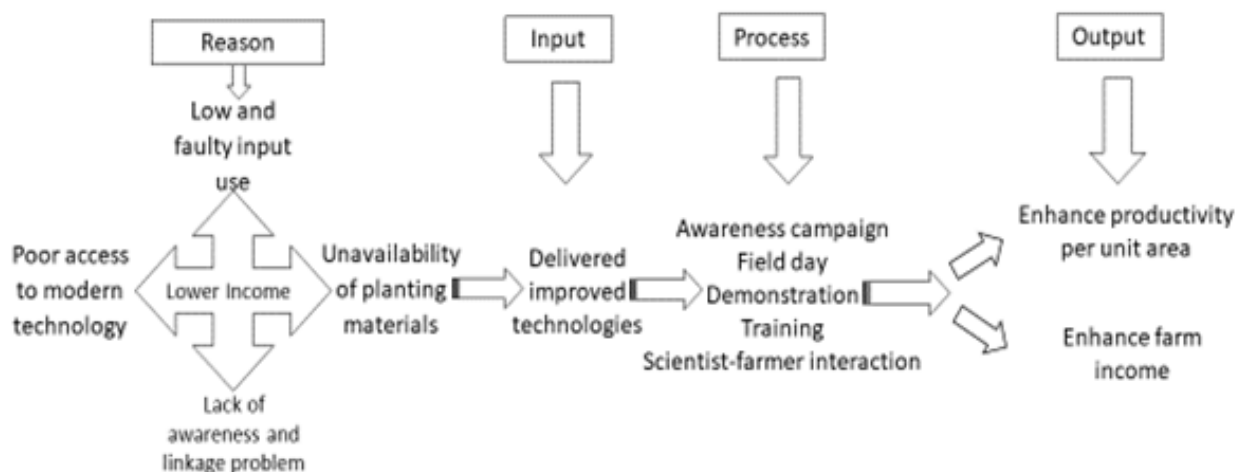 Reason
Input
Process
Output
Low and
faulty input
use
Poor access
to modern
technology
Lower Income
Unavailability
of planting
materials
Lack of
awareness and
linkage problem
Delivered
improved
technologies
Awareness campaign
Field day
Demonstration
Training
Scientist-farmer interaction
Enhance productivity
per unit area
Enhance farm
income